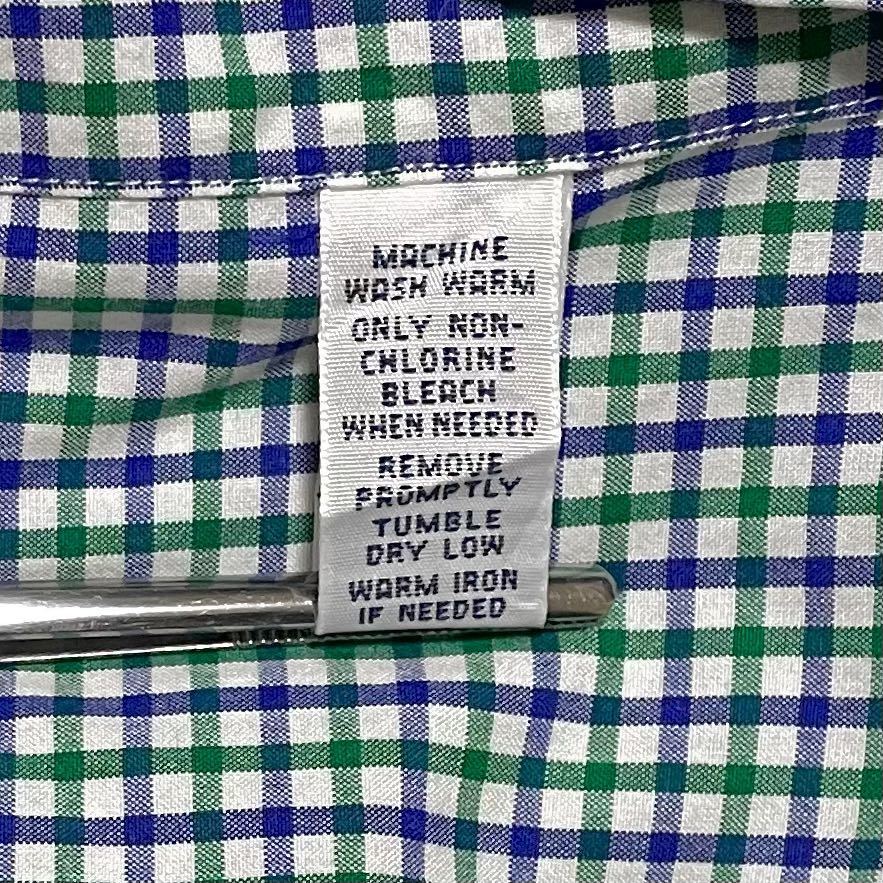 MACHINE
WASH WARM
ONLY NON-
CHLORINE
BLEACH
WHEN NEEDED
REMOVE
PROMPTLY
TUMBLE
DRY LOW
WARM IRON
IF NEEDED